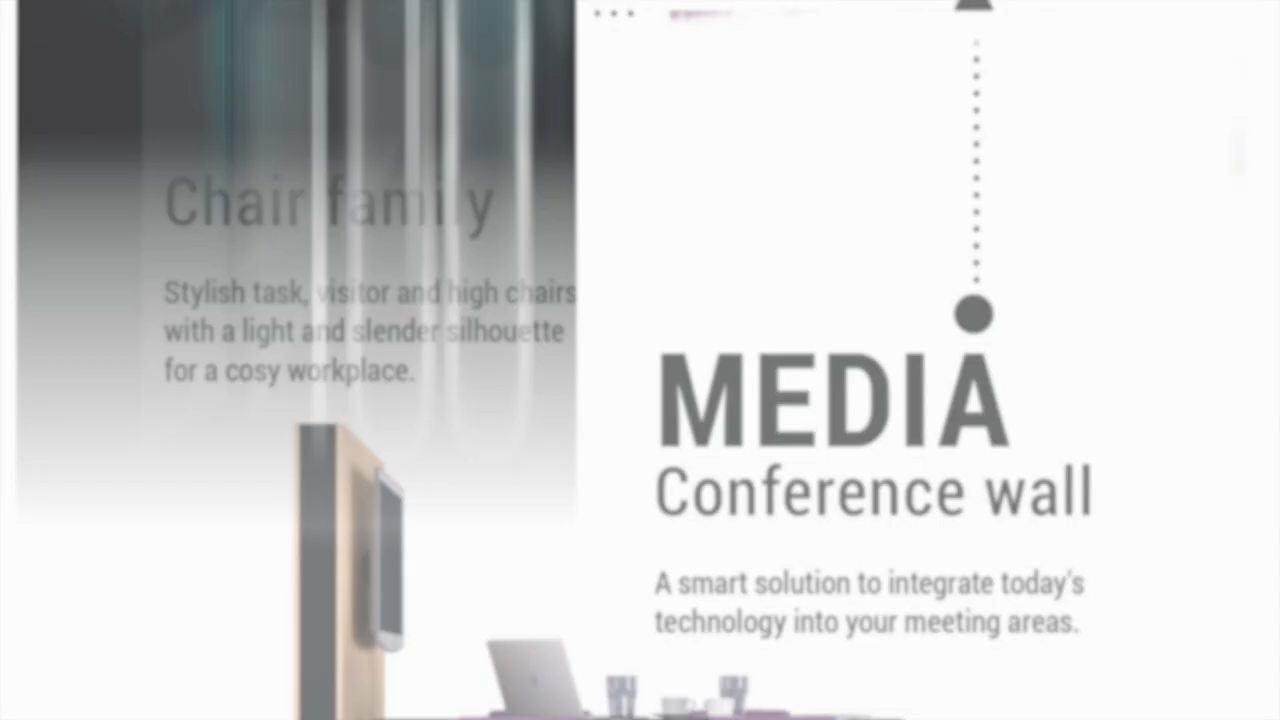 Chair family
Stylish task, visitor and high chairs
with a light and slender silhouette
for a cosy workplace.
MEDIA
Conference wall
A smart solution to integrate today's
technology into your meeting areas.